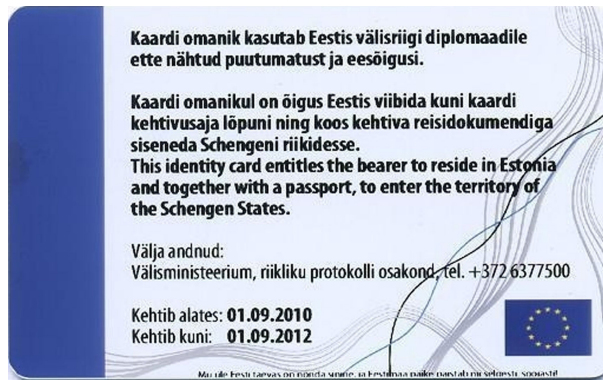 Kaardi omanik kasutab Eestis välisriigi diplomaadile
ette nähtud puutumatust ja eesõigusi.
Kaardi omanikul on õigus Eestis viibida kuni kaardi
kehtivusaja lõpuni ning koos kehtiva reisidokumendiga
siseneda Schengeni riikidesse.
This identity card entitles the bearer to reside in Estonia
and together with a passport, to enter the territory of
the Schengen States.
Välja andnud:
Välisministeerium, riikliku protokolli osakond, tel. +372 6377500
Kehtib alates: 01.09.2010
Kehtib kuni: 01.09.2012